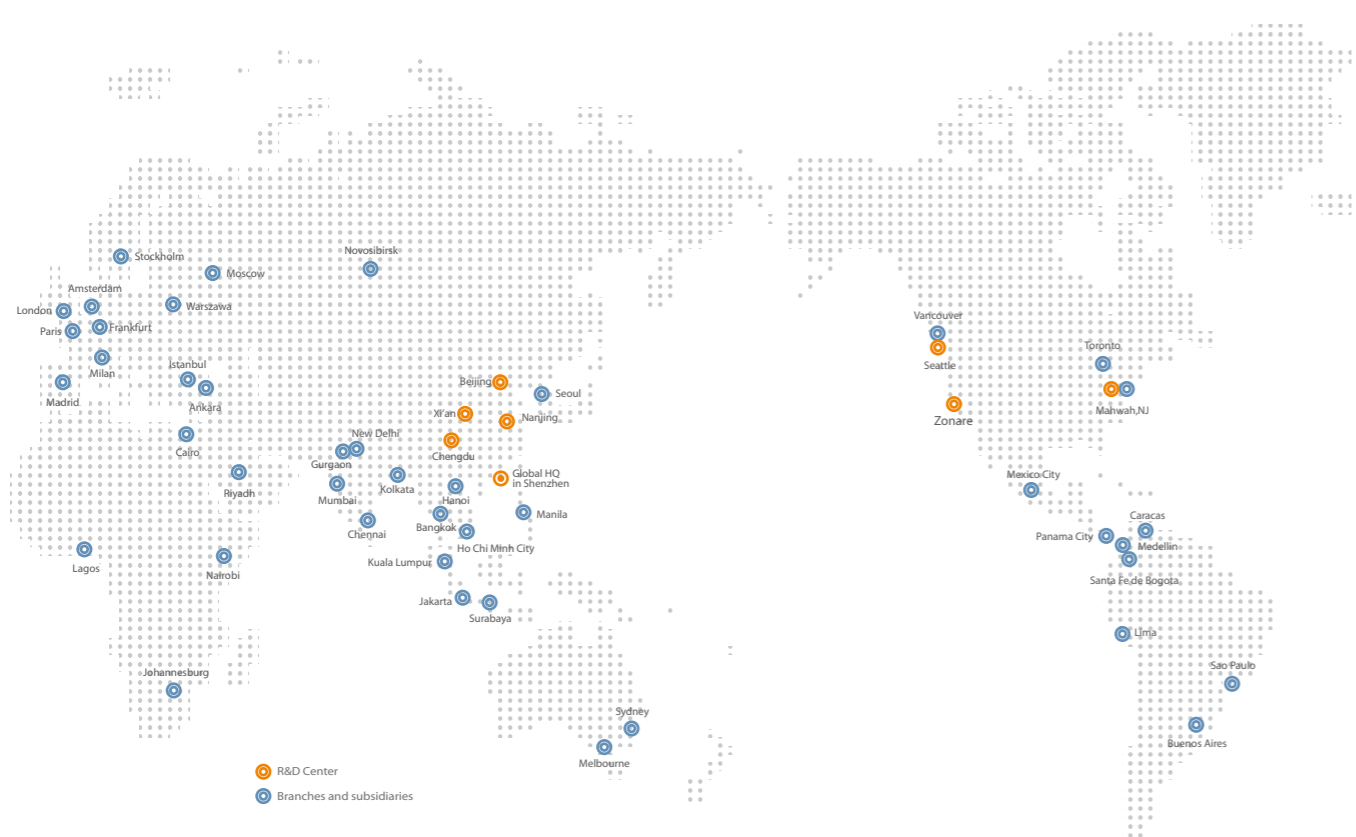 Novosibirsk
Stockholm
Moscow
Amsterdam
London
Warszawa
Paris
Frankfurt
Milan
Madrid
Istanbul
Ankara
Cairo
Riyadh
Lagos
Nairobi
Johannesburg
Beijing
Seoul
Xi'an
Nanjing
Chengdu
New Delhi
Gurgaon
Mumbai
Kolkata
Chennai
Global HQ
in Shenzhen
Hanoi
Bangkok
Manila
Ho Chi Minh City
Kuala Lumpur
Jakarta
Surabaya
Sydney
Melbourne
Vancouver
Seattle
Zonare
Toronto
Mahwah,NJ
Mexico City
Caracas
Panama City
Medellin
Santa Fe de Bogota
Lima
Sao Paulo
Buenos Aires
R&D Center
Branches and subsidiaries